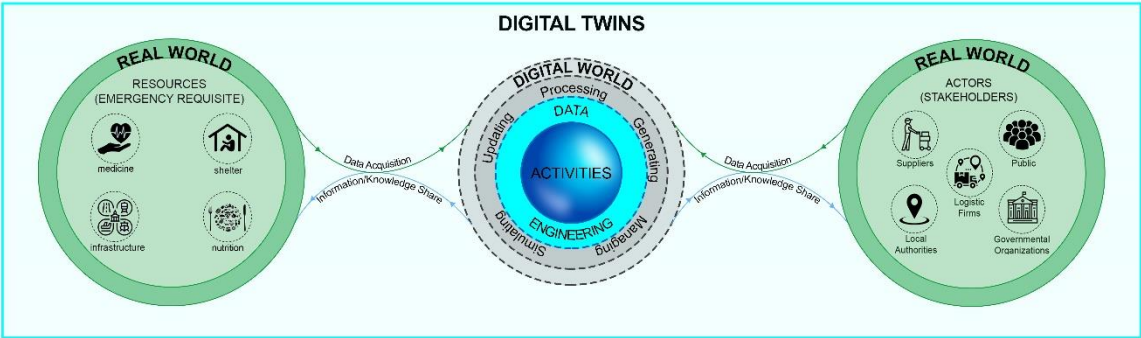 DIGITAL TWINS
REAL WORLD
RESOURCES
(EMERGENCY REQUISITE)
medicine
shelter
infrastructure
nutrition
Data Acquisition
Information/Knowledge Share
DIGITAL WORLD
Processing
Updating
Generating
Simulating
Managing
DATA
ACTIVITIES
ENGINEERING
Data Acquisition
Information/Knowledge Share
REAL WORLD
ACTORS
(STAKEHOLDERS)
Suppliers
Public
Logistic
Firms
Local
Authorities
Governmental
Organizations